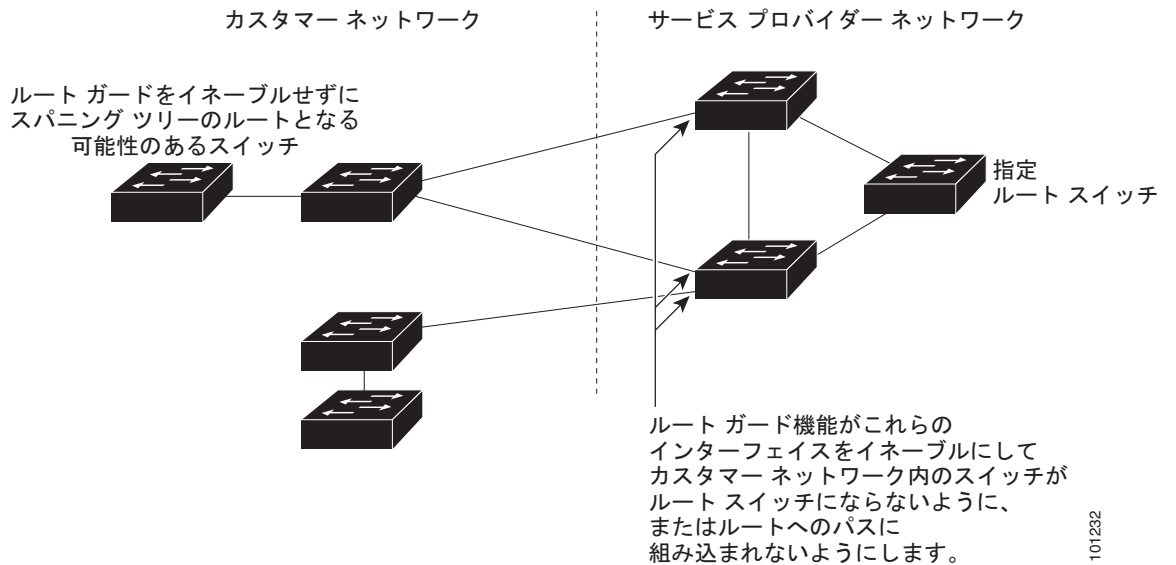 カスタマー ネットワーク
サービス プロバイダー ネットワーク
ルート ガードをイネーブルせずに
スパニング ツリーのルートとなる
可能性のあるスイッチ
指定
ルート スイッチ
ルート ガード機能がこれらの
インターフェイスをイネーブルにして
カスタマー ネットワーク内のスイッチが
ルート スイッチにならないように、
またはルートへのパスに
組み込まれないようにします。
101232